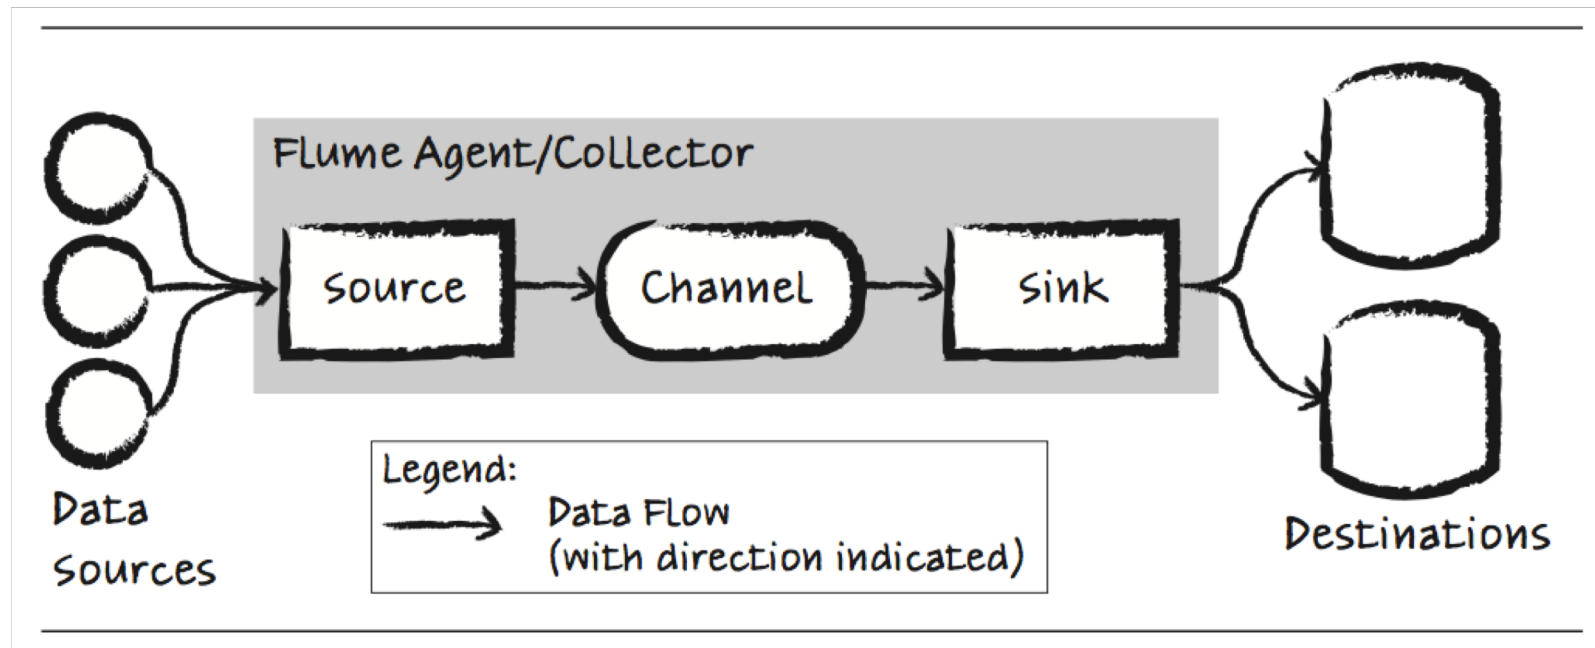 Flume Agent/Collector
Source
Channel
Sink
Data
Sources
Destinations
Legend:
Data Flow
(with direction indicated)